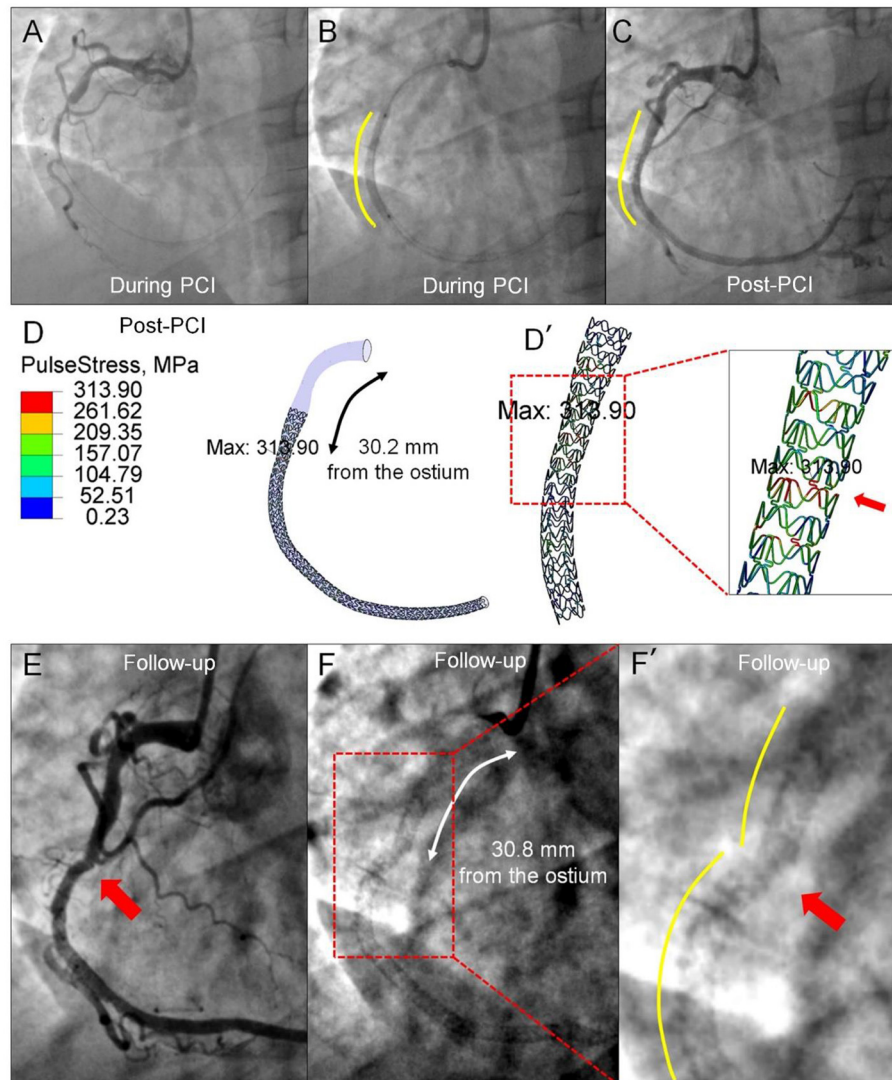 A
During PCI
B
During PCI
C
Post-PCI
D
Post-PCI
PulseStress, MPa
313.90
261.62
209.35
157.07
104.79
52.51
0.23
Max: 313.90
30.2 mm
from the ostium
D′
Max: 313.90
Max: 313.90
E
Follow-up
F
Follow-up
30.8 mm
from the ostium
F′
Follow-up